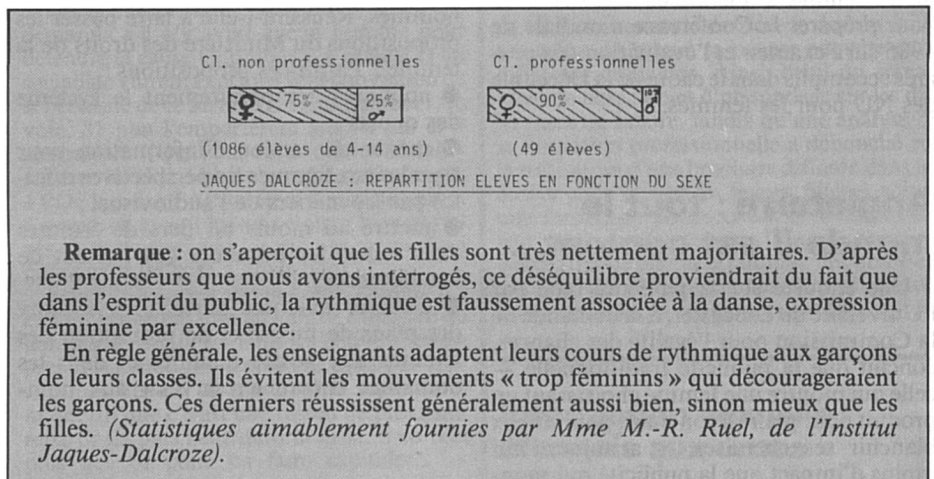 Cl. non professionnelles Cl. professionnelles
♀ 75% 25% ♂ ♀ 90% 10% ♂
(1086 élèves de 4-14 ans) (49 élèves)
JAQUES DALCROZE : REPARTITION ELEVES EN FONCTION DU SEXE
Remarque : on s’aperçoit que les filles sont très nettement majoritaires. D’après
les professeurs que nous avons interrogés, ce déséquilibre proviendrait du fait que
dans l’esprit du public, la rythmique est faussement associée à la danse, expression
féminine par excellence.
En règle générale, les enseignants adaptent leurs cours de rythmique aux garçons
de leurs classes. Ils évitent les mouvements « trop féminins » qui décourageraient
les garçons. Ces derniers réussissent généralement aussi bien, sinon mieux que les
filles. (Statistiques aimablement fournies par Mme M.-R. Ruel, de l’Institut
Jaques-Dalcroze).